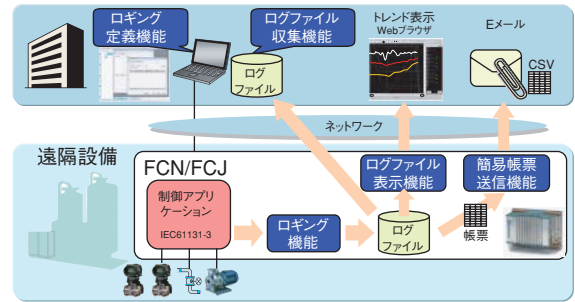 ロギング
定義機能
ログファイル
収集機能
トレンド表示
Webブラウザ
Eメール
CSV
ログ
ファイル
ネットワーク
遠隔設備
FCN/FCJ
制御アプリ
ケーション
IEC61131-3
ロギング
機能
ログファイル
表示機能
ログ
ファイル
簡易帳票
送信機能
帳票